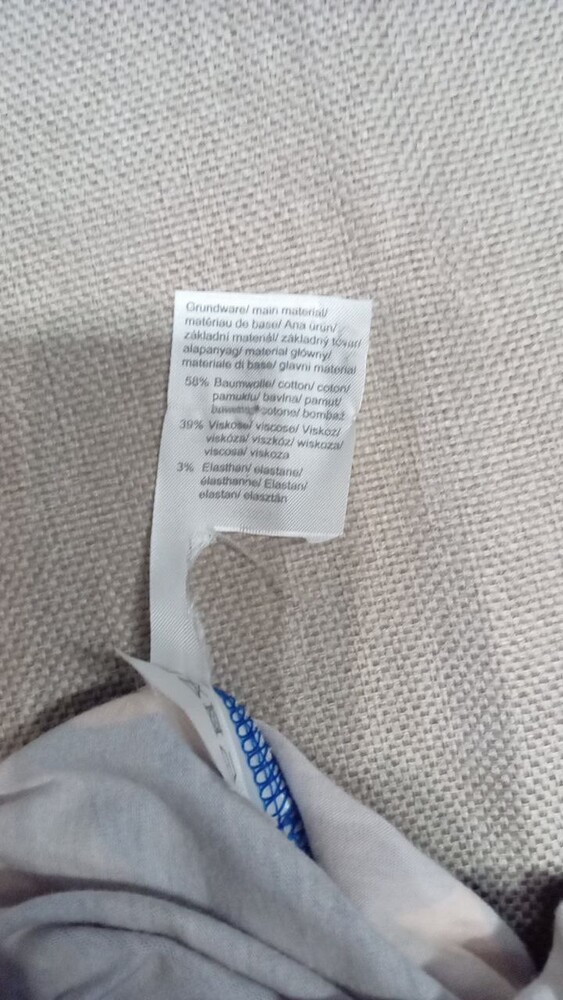 Grundware/ main material/
matériau de base/ Ana ürün/
základní materiál/ základný tovar/
alapanyag/ materiał główny/
materiale di base/ glavni material
58% Baumwolle/ cotton/ coton/
pamuklu/ bavlna/ pamut/
cotone/ bombaž
39% Viskose/ viscose/ Viskoz/
viskóza/ viszkóz/ wiskoza/
viscosa/ viskoza
3% Elasthan/ elastane/
élasthanne/ Elastan/
elastan/ elasztán